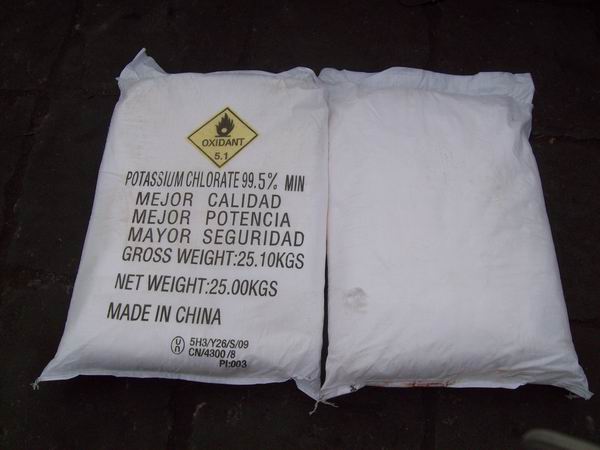 OXIDANT
5.1
POTASSIUM CHLORATE 99.5% MIN
MEJOR CALIDAD
MEJOR POTENCIA
MAYOR SEGURIDAD
GROSS WEIGHT:25.10KGS
NET WEIGHT:25.00KGS
MADE IN CHINA
un 5H3/Y26/S/09
CN/4300/8
PI:003